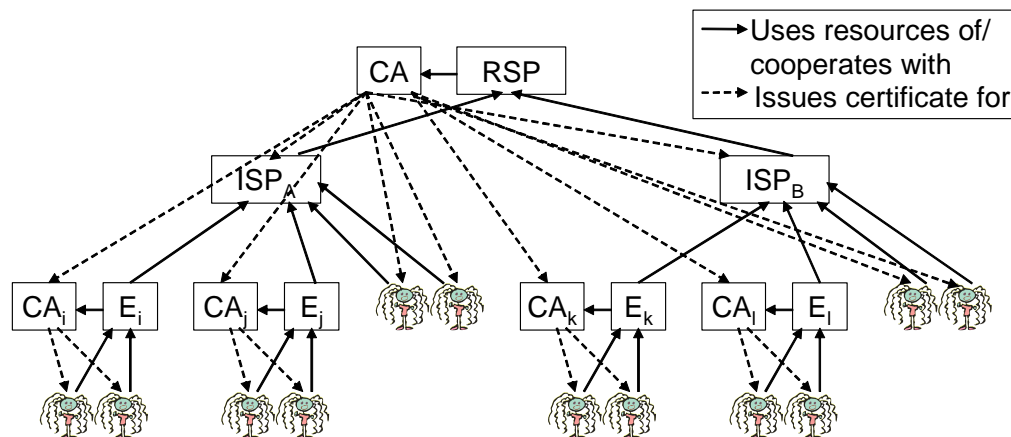 Uses resources of/
cooperates with
Issues certificate for
CA RSP
ISP_A ISP_B
CA_i E_i CA_j E_j CA_k E_k CA_l E_l